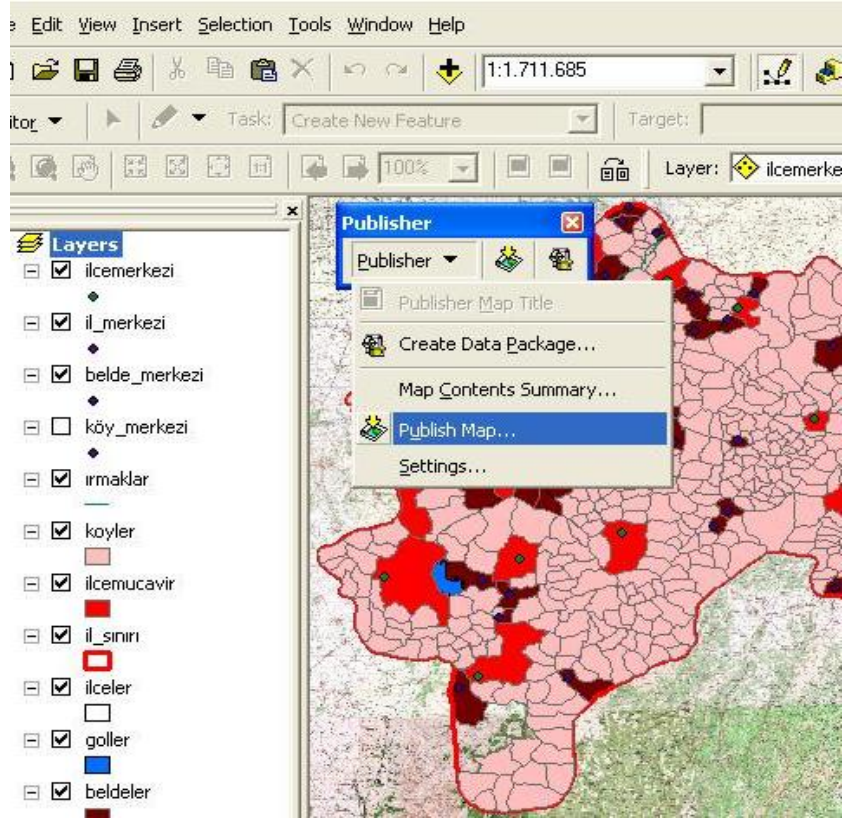 Edit View Insert Selection Tools Window Help
1:1.711.685
Task: Create New Feature Target:
100% Layer: ilcemerke
Publisher
Publisher
Publisher Map Title
Create Data Package...
Map Contents Summary...
Publish Map...
Settings...
Layers
ilcemerkezi
il_merkezi
belde_merkezi
köy_merkezi
ırmaklar
koyler
ilcemucavir
il_sınırı
ilceler
goller
beldeler